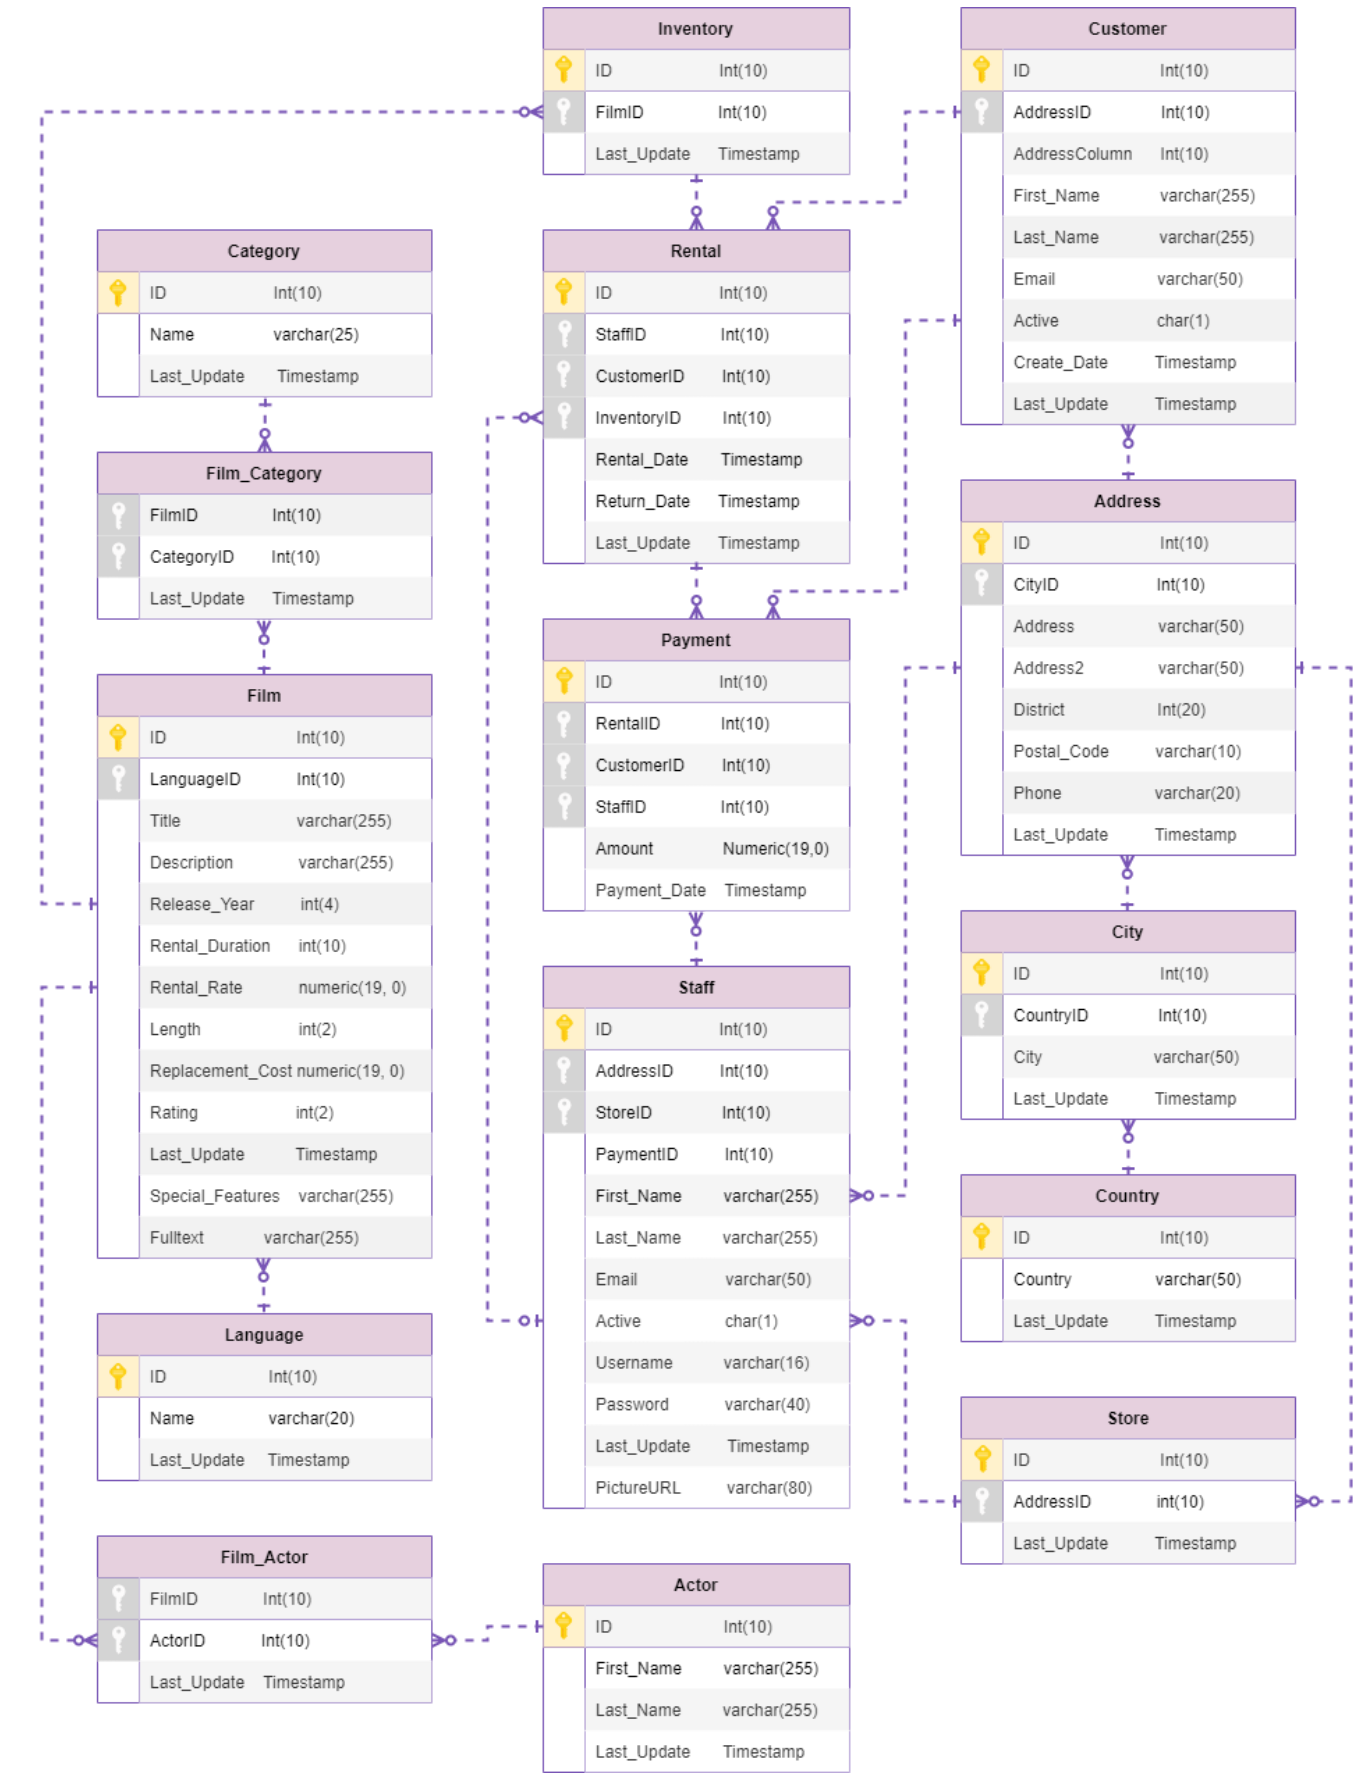 Inventory
ID Int(10)
FilmID Int(10)
Last_Update Timestamp
Customer
ID Int(10)
AddressID Int(10)
AddressColumn Int(10)
First_Name varchar(255)
Last_Name varchar(255)
Email varchar(50)
Active char(1)
Create_Date Timestamp
Last_Update Timestamp
Category
ID Int(10)
Name varchar(25)
Last_Update Timestamp
Rental
ID Int(10)
StaffID Int(10)
CustomerID Int(10)
InventoryID Int(10)
Rental_Date Timestamp
Return_Date Timestamp
Last_Update Timestamp
Film_Category
FilmID Int(10)
CategoryID Int(10)
Last_Update Timestamp
Address
ID Int(10)
CityID Int(10)
Address varchar(50)
Address2 varchar(50)
District Int(20)
Postal_Code varchar(10)
Phone varchar(20)
Last_Update Timestamp
Payment
ID Int(10)
RentalID Int(10)
CustomerID Int(10)
StaffID Int(10)
Amount Numeric(19,0)
Payment_Date Timestamp
Film
ID Int(10)
LanguageID Int(10)
Title varchar(255)
Description varchar(255)
Release_Year int(4)
Rental_Duration int(10)
Rental_Rate numeric(19, 0)
Length int(2)
Replacement_Cost numeric(19, 0)
Rating int(2)
Last_Update Timestamp
Special_Features varchar(255)
Fulltext varchar(255)
City
ID Int(10)
CountryID Int(10)
City varchar(50)
Last_Update Timestamp
Staff
ID Int(10)
AddressID Int(10)
StoreID Int(10)
PaymentID Int(10)
First_Name varchar(255)
Last_Name varchar(255)
Email varchar(50)
Active char(1)
Username varchar(16)
Password varchar(40)
Last_Update Timestamp
PictureURL varchar(80)
Country
ID Int(10)
Country varchar(50)
Last_Update Timestamp
Language
ID Int(10)
Name varchar(20)
Last_Update Timestamp
Store
ID Int(10)
AddressID int(10)
Last_Update Timestamp
Film_Actor
FilmID Int(10)
ActorID Int(10)
Last_Update Timestamp
Actor
ID Int(10)
First_Name varchar(255)
Last_Name varchar(255)
Last_Update Timestamp